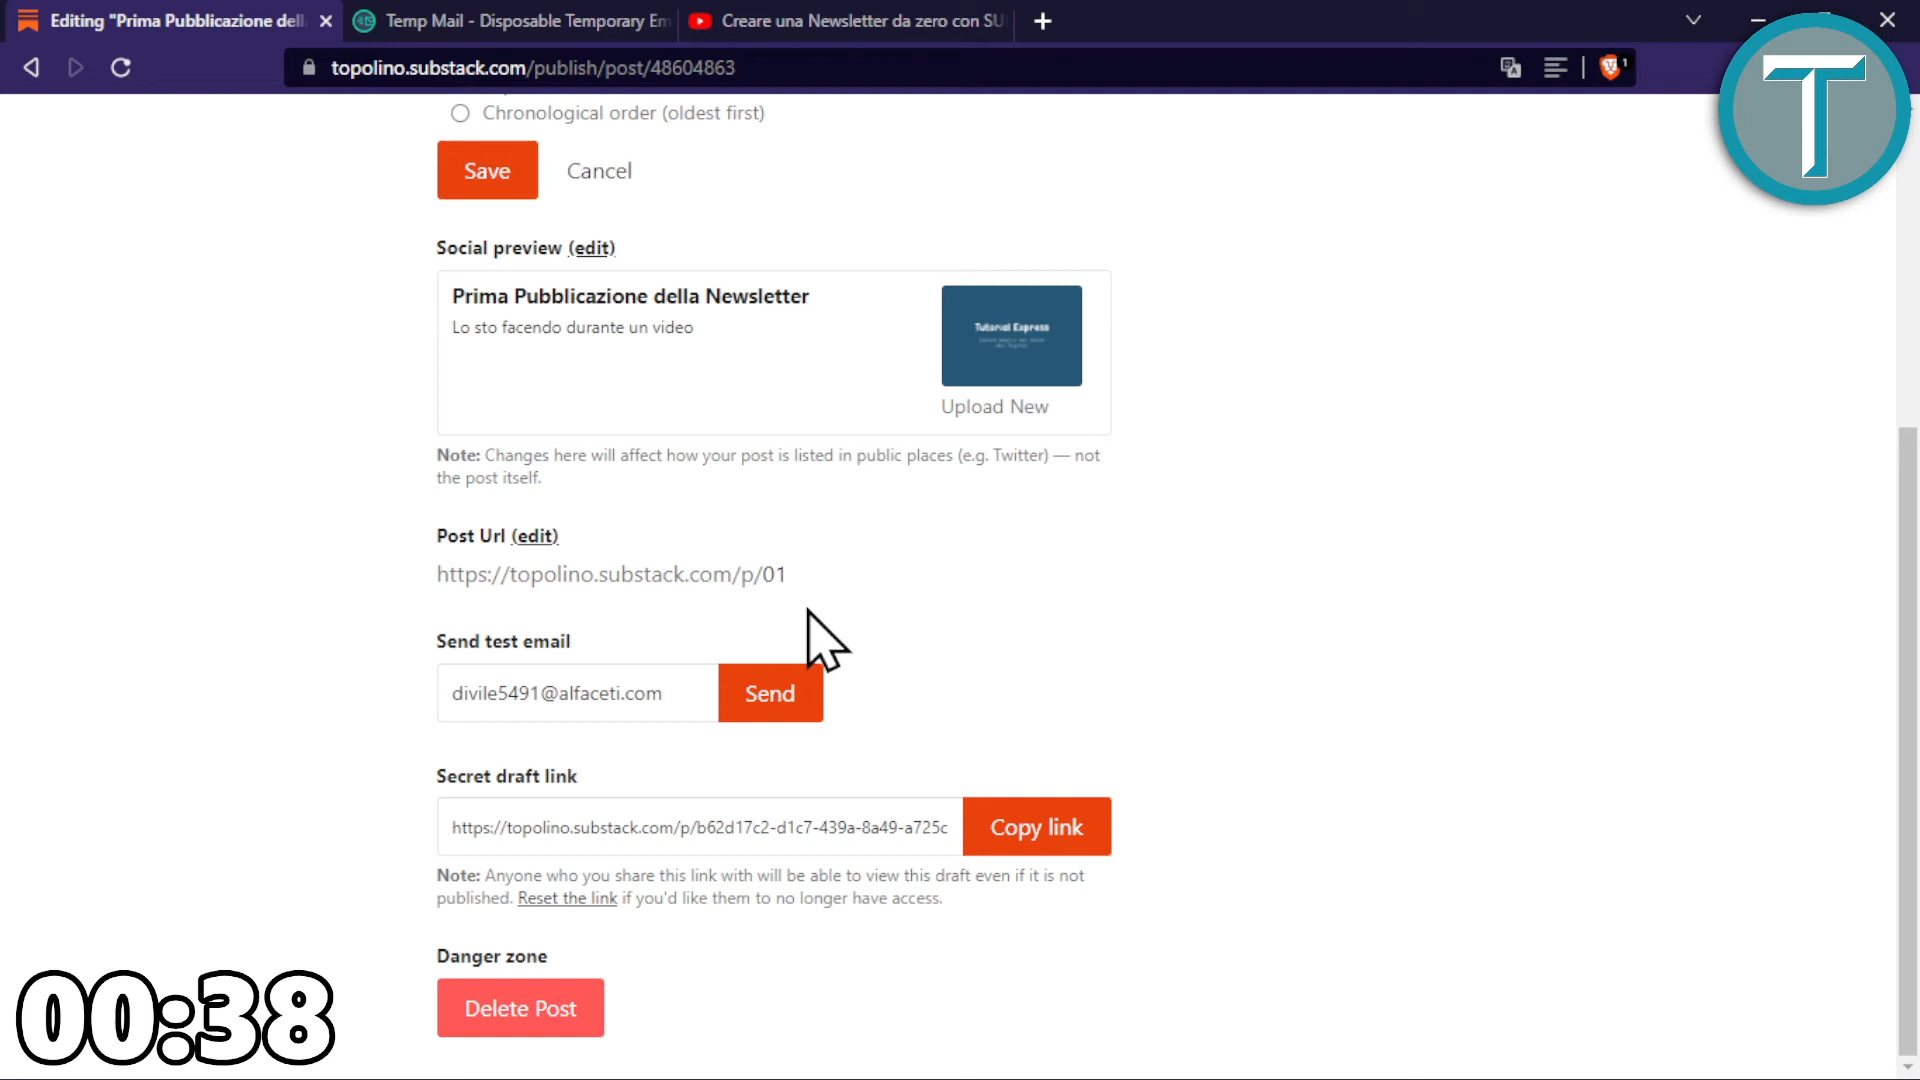 Editing "Prima Pubblicazione dell
Temp Mail - Disposable Temporary Em
Creare una Newsletter da zero con SU
topolino.substack.com/publish/post/48604863
1
T
Chronological order (oldest first)
Save
Cancel
Social preview (edit)
Prima Pubblicazione della Newsletter
Lo sto facendo durante un video
Tutorial Express
Upload New
Note: Changes here will affect how your post is listed in public places (e.g. Twitter) — not
the post itself.
Post Url (edit)
https://topolino.substack.com/p/01
Send test email
divile5491@alfaceti.com
Send
Secret draft link
https://topolino.substack.com/p/b62d17c2-d1c7-439a-8a49-a725c
Copy link
Note: Anyone who you share this link with will be able to view this draft even if it is not
published. Reset the link if you'd like them to no longer have access.
Danger zone
Delete Post
00:38